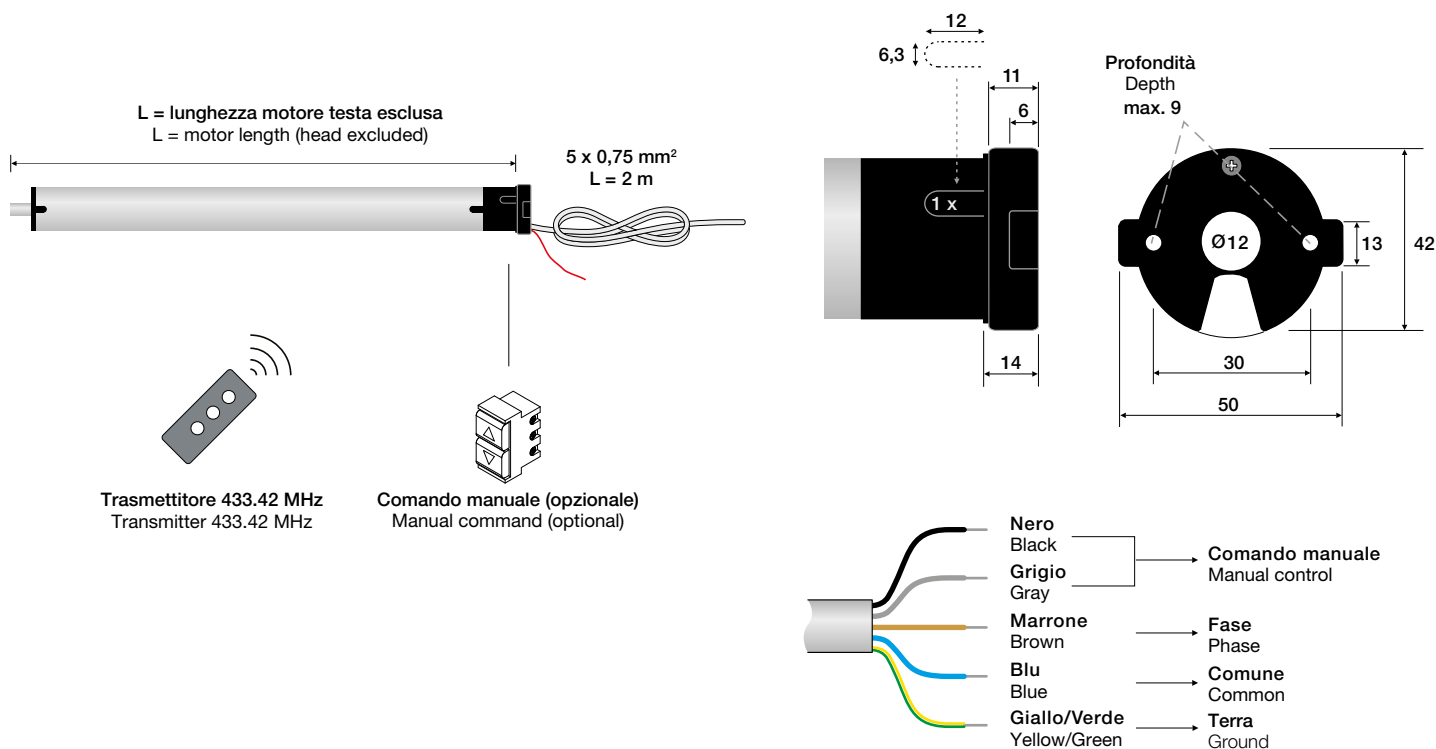 L = lunghezza motore testa esclusa
L = motor length (head excluded)
5 x 0,75 mm²
L = 2 m
Trasmettitore 433.42 MHz
Transmitter 433.42 MHz
Comando manuale (opzionale)
Manual command (optional)
12
6,3
11
6
1 x
14
Profondità
Depth
max. 9
Ø12
13
42
30
50
Nero
Black
Grigio
Gray
Comando manuale
Manual control
Marrone
Brown
Fase
Phase
Blu
Blue
Comune
Common
Giallo/Verde
Yellow/Green
Terra
Ground